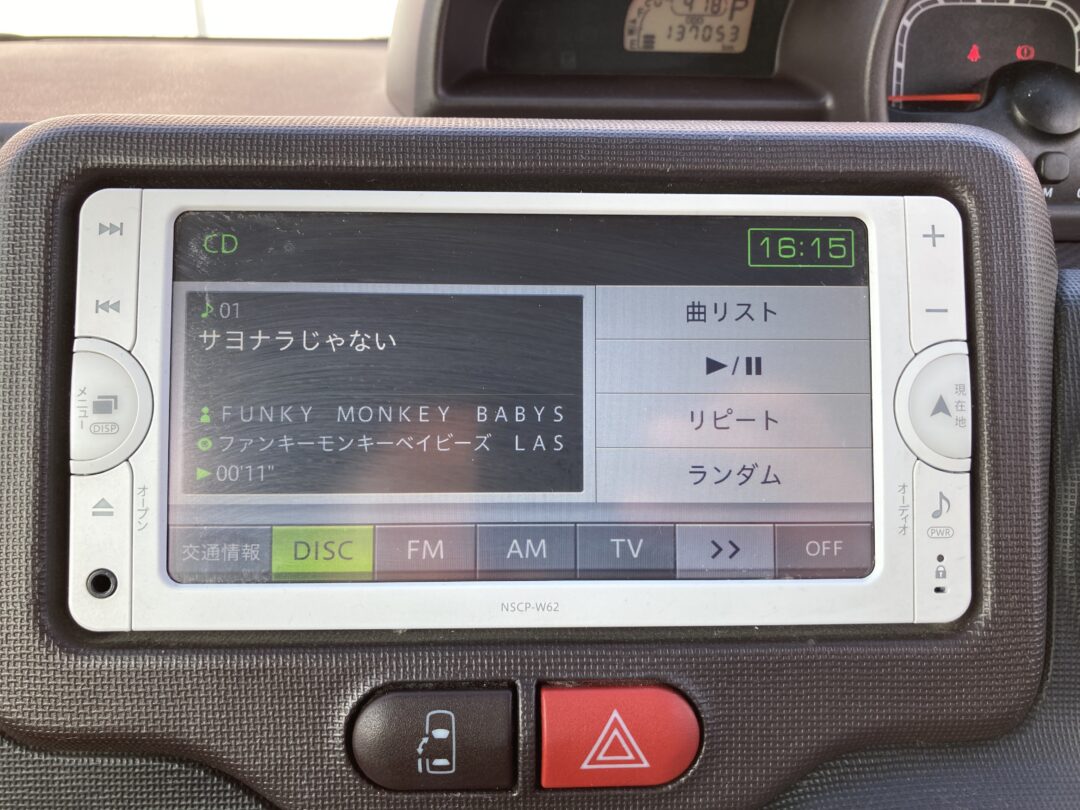 P
137053
km
CD
16:15
01
サヨナラじゃない
FUNKY MONKEY BABYS
ファンキーモンキーベイビーズ LAS
00'11"
曲リスト
▶/II
リピート
ランダム
交通情報
DISC
FM
AM
TV
>>
OFF
メニュー
DISP
オープン
+
−
現在地
オーディオ
PWR
NSCP-W62